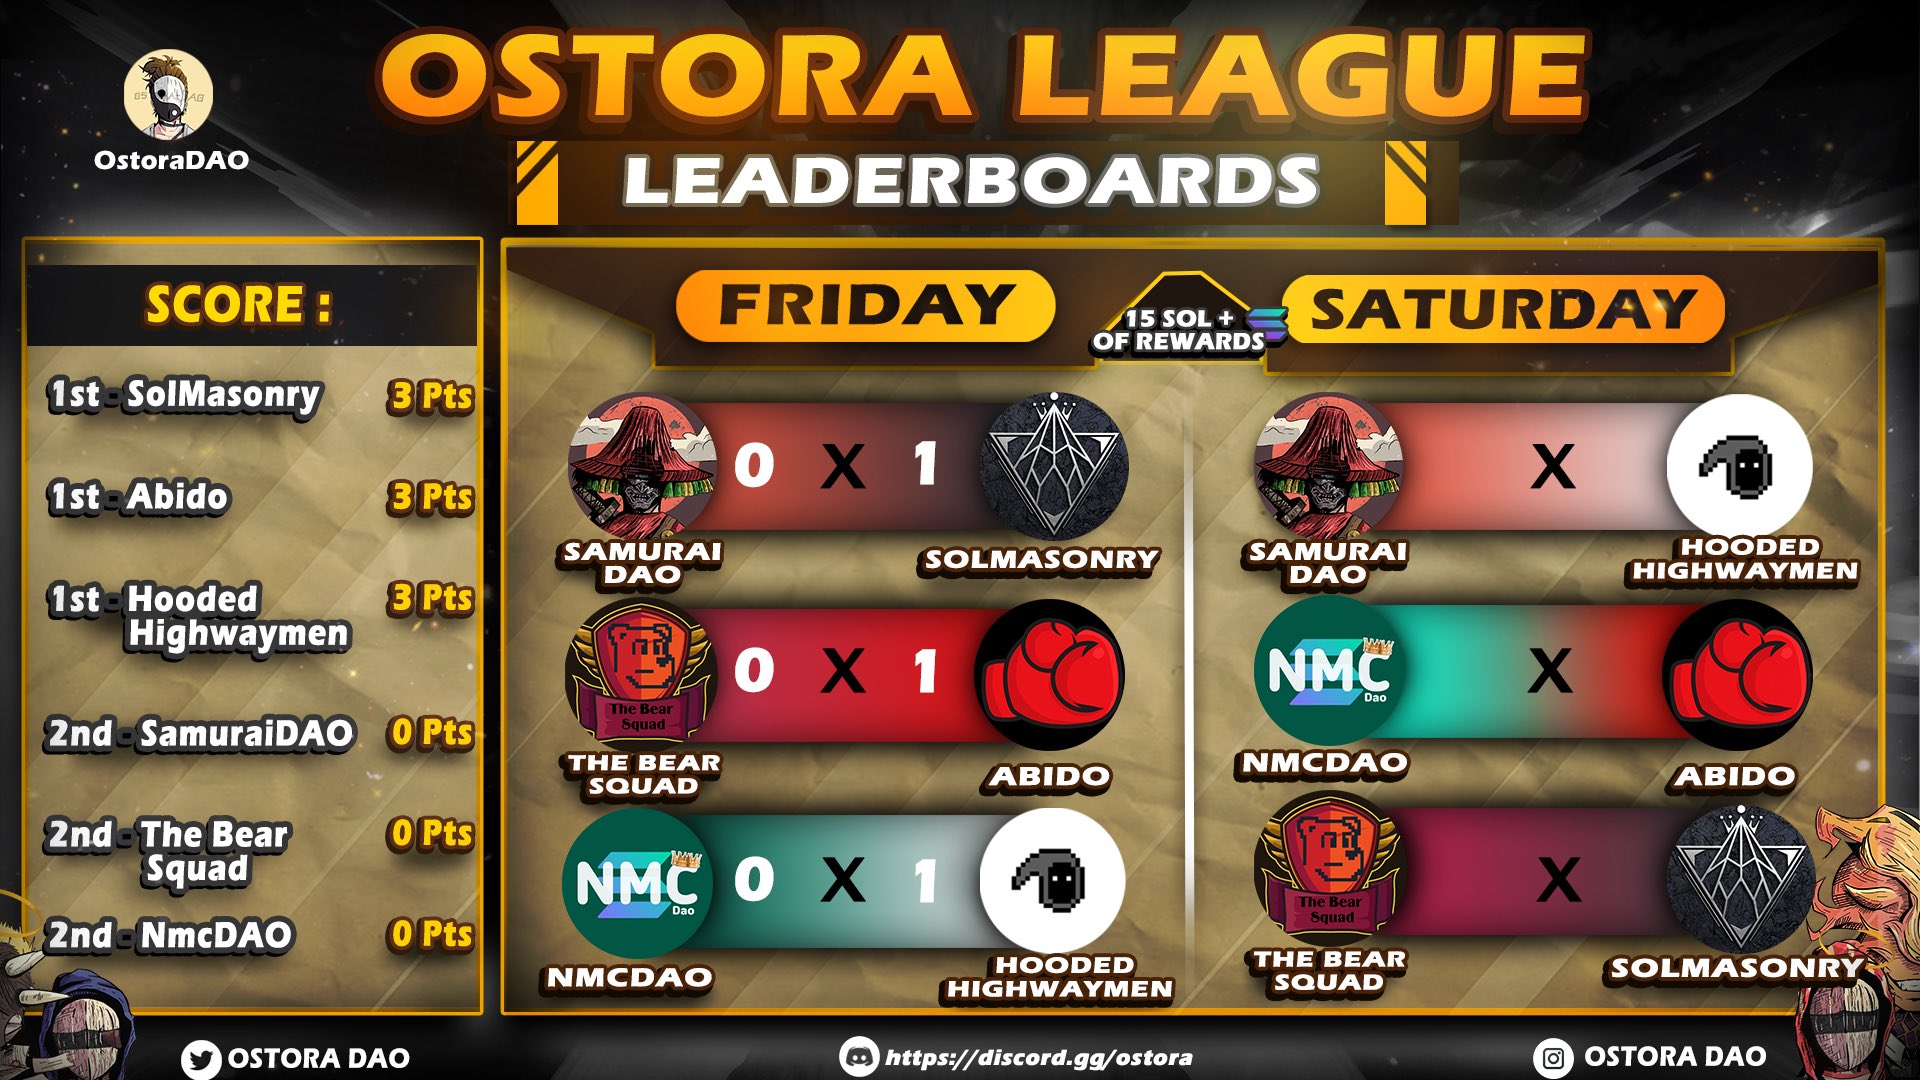 OSTORA LEAGUE
LEADERBOARDS
OstoraDAO
SCORE :
1st - SolMasonry 3 Pts
1st - Abido 3 Pts
1st - Hooded 3 Pts
Highwaymen
2nd - SamuraiDAO 0 Pts
2nd - The Bear 0 Pts
Squad
2nd - NmcDAO 0 Pts
FRIDAY
15 SOL +
OF REWARDS
SATURDAY
0 X 1
SAMURAI
DAO
SOLMASONRY
The Bear
Squad
0 X 1
THE BEAR
SQUAD
ABIDO
NMC
Dao
0 X 1
NMCDAO
HOODED
HIGHWAYMEN
X
SAMURAI
DAO
HOODED
HIGHWAYMEN
NMC
Dao
X
NMCDAO
ABIDO
The Bear
Squad
X
THE BEAR
SQUAD
SOLMASONRY
OSTORA DAO
https://discord.gg/ostora
OSTORA DAO